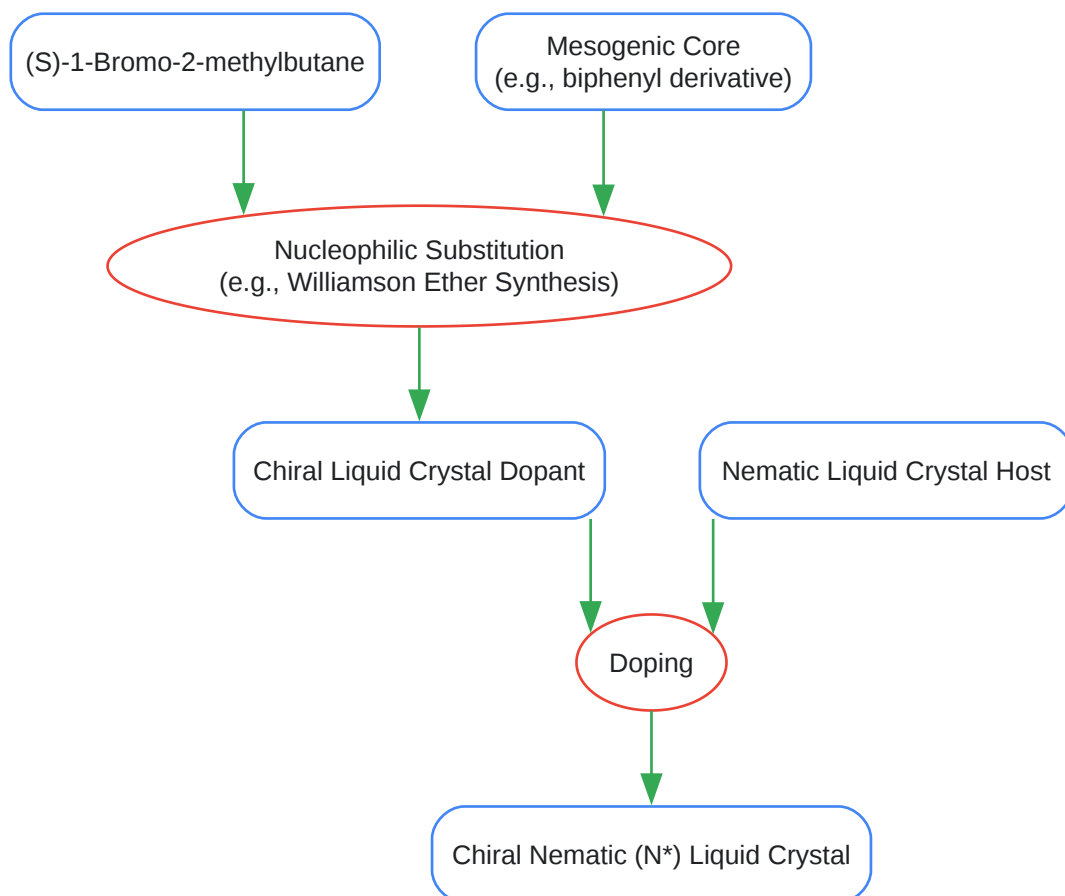 (S)-1-Bromo-2-methylbutane
Mesogenic Core
(e.g., biphenyl derivative)
Nucleophilic Substitution
(e.g., Williamson Ether Synthesis)
Chiral Liquid Crystal Dopant
Nematic Liquid Crystal Host
Doping
Chiral Nematic (N*) Liquid Crystal